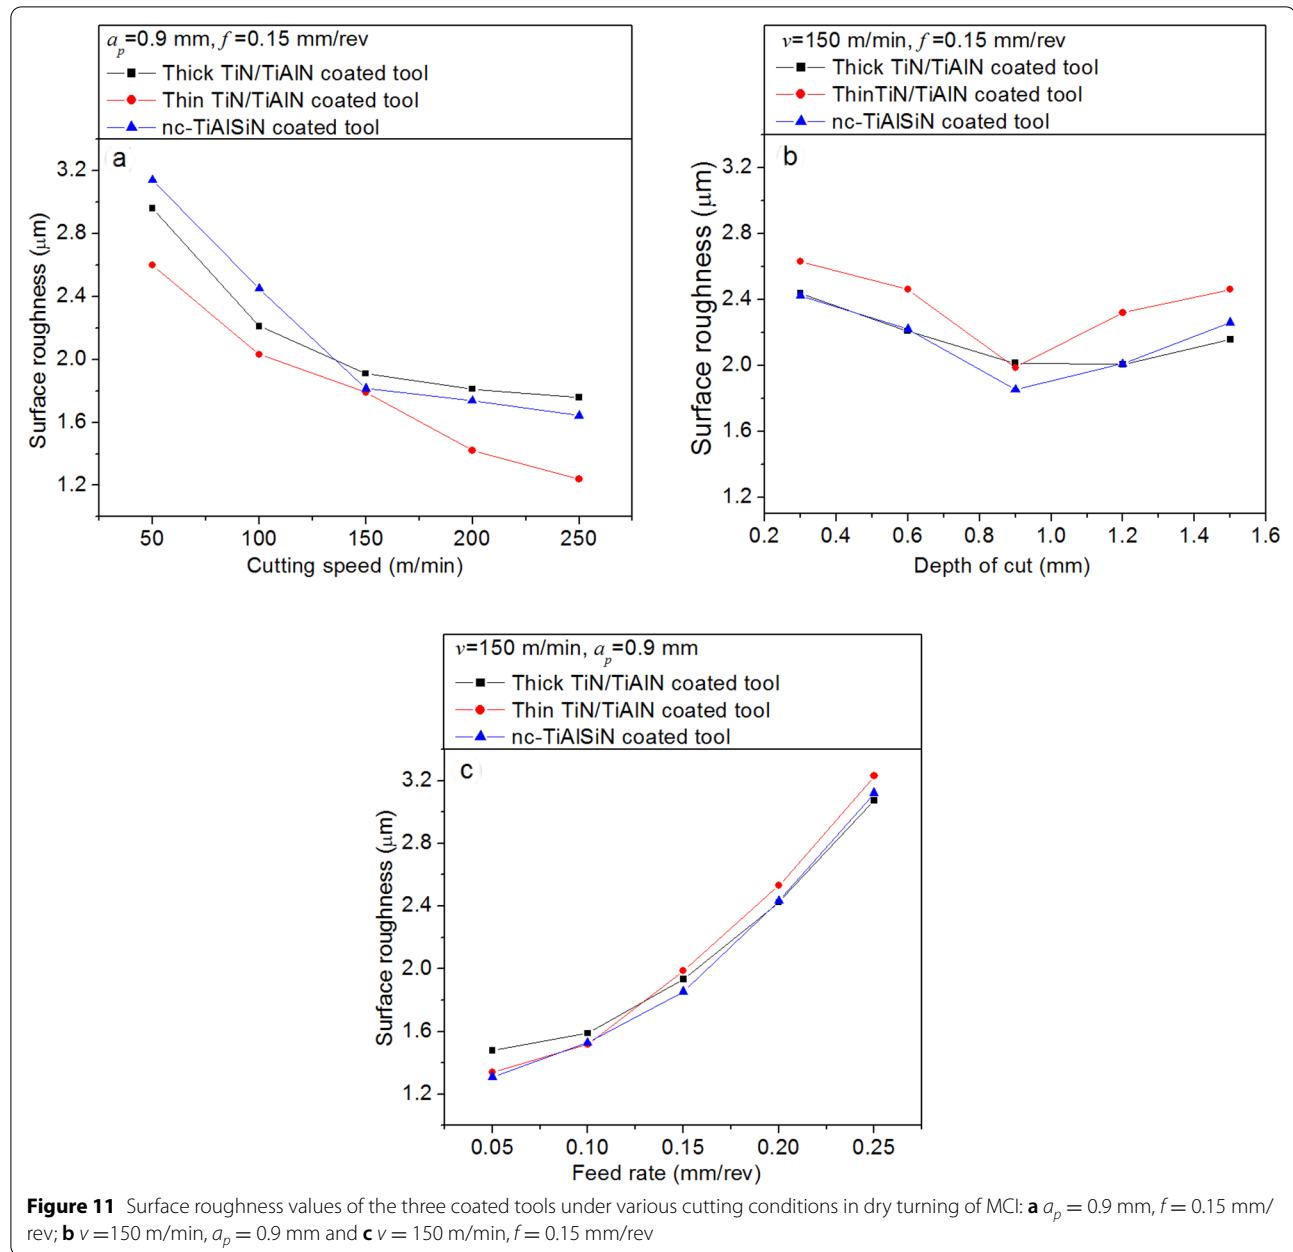 a_p=0.9 mm, f=0.15 mm/rev
Thick TiN/TiAlN coated tool
Thin TiN/TiAlN coated tool
nc-TiAlSiN coated tool
a
3.2
2.8
2.4
2.0
1.6
1.2
Surface roughness (μm)
50 100 150 200 250
Cutting speed (m/min)
v=150 m/min, f=0.15 mm/rev
Thick TiN/TiAlN coated tool
ThinTiN/TiAlN coated tool
nc-TiAlSiN coated tool
b
3.2
2.8
2.4
2.0
1.6
1.2
Surface roughness (μm)
0.2 0.4 0.6 0.8 1.0 1.2 1.4 1.6
Depth of cut (mm)
v=150 m/min, a_p=0.9 mm
Thick TiN/TiAlN coated tool
Thin TiN/TiAlN coated tool
nc-TiAlSiN coated tool
c
3.2
2.8
2.4
2.0
1.6
1.2
Surface roughness (μm)
0.05 0.10 0.15 0.20 0.25
Feed rate (mm/rev)
Figure 11 Surface roughness values of the three coated tools under various cutting conditions in dry turning of MCI: a a_p = 0.9 mm, f = 0.15 mm/
rev; b v =150 m/min, a_p = 0.9 mm and c v = 150 m/min, f = 0.15 mm/rev